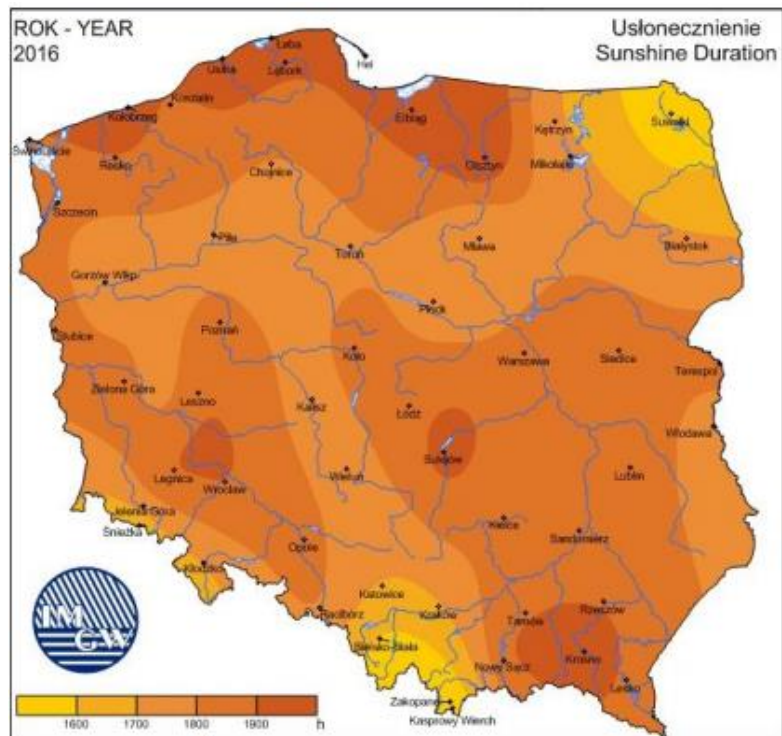 ROK - YEAR
2016
Usłonecznienie
Sunshine Duration
Łeba
Hel
Ustka
Lębork
Koszalin
Kołobrzeg
Elbląg
Suwałki
Kętrzyn
Świnoujście
Resko
Chojnice
Olsztyn
Mikołajki
Szczecin
Piła
Toruń
Mława
Białystok
Gorzów Wlkp.
Płock
Słubice
Poznań
Koło
Warszawa
Siedlce
Terespol
Zielona Góra
Leszno
Kalisz
Łódź
Włodawa
Sulejów
Legnica
Wrocław
Wieluń
Lublin
Jelenia Góra
Śnieżka
Kielce
Opole
Sandomierz
Kłodzko
Katowice
Racibórz
Kraków
Tarnów
Rzeszów
Bielsko-Biała
Nowy Sącz
Krosno
Lesko
Zakopane
Kasprowy Wierch
IM
GW
1600 1700 1800 1900 h